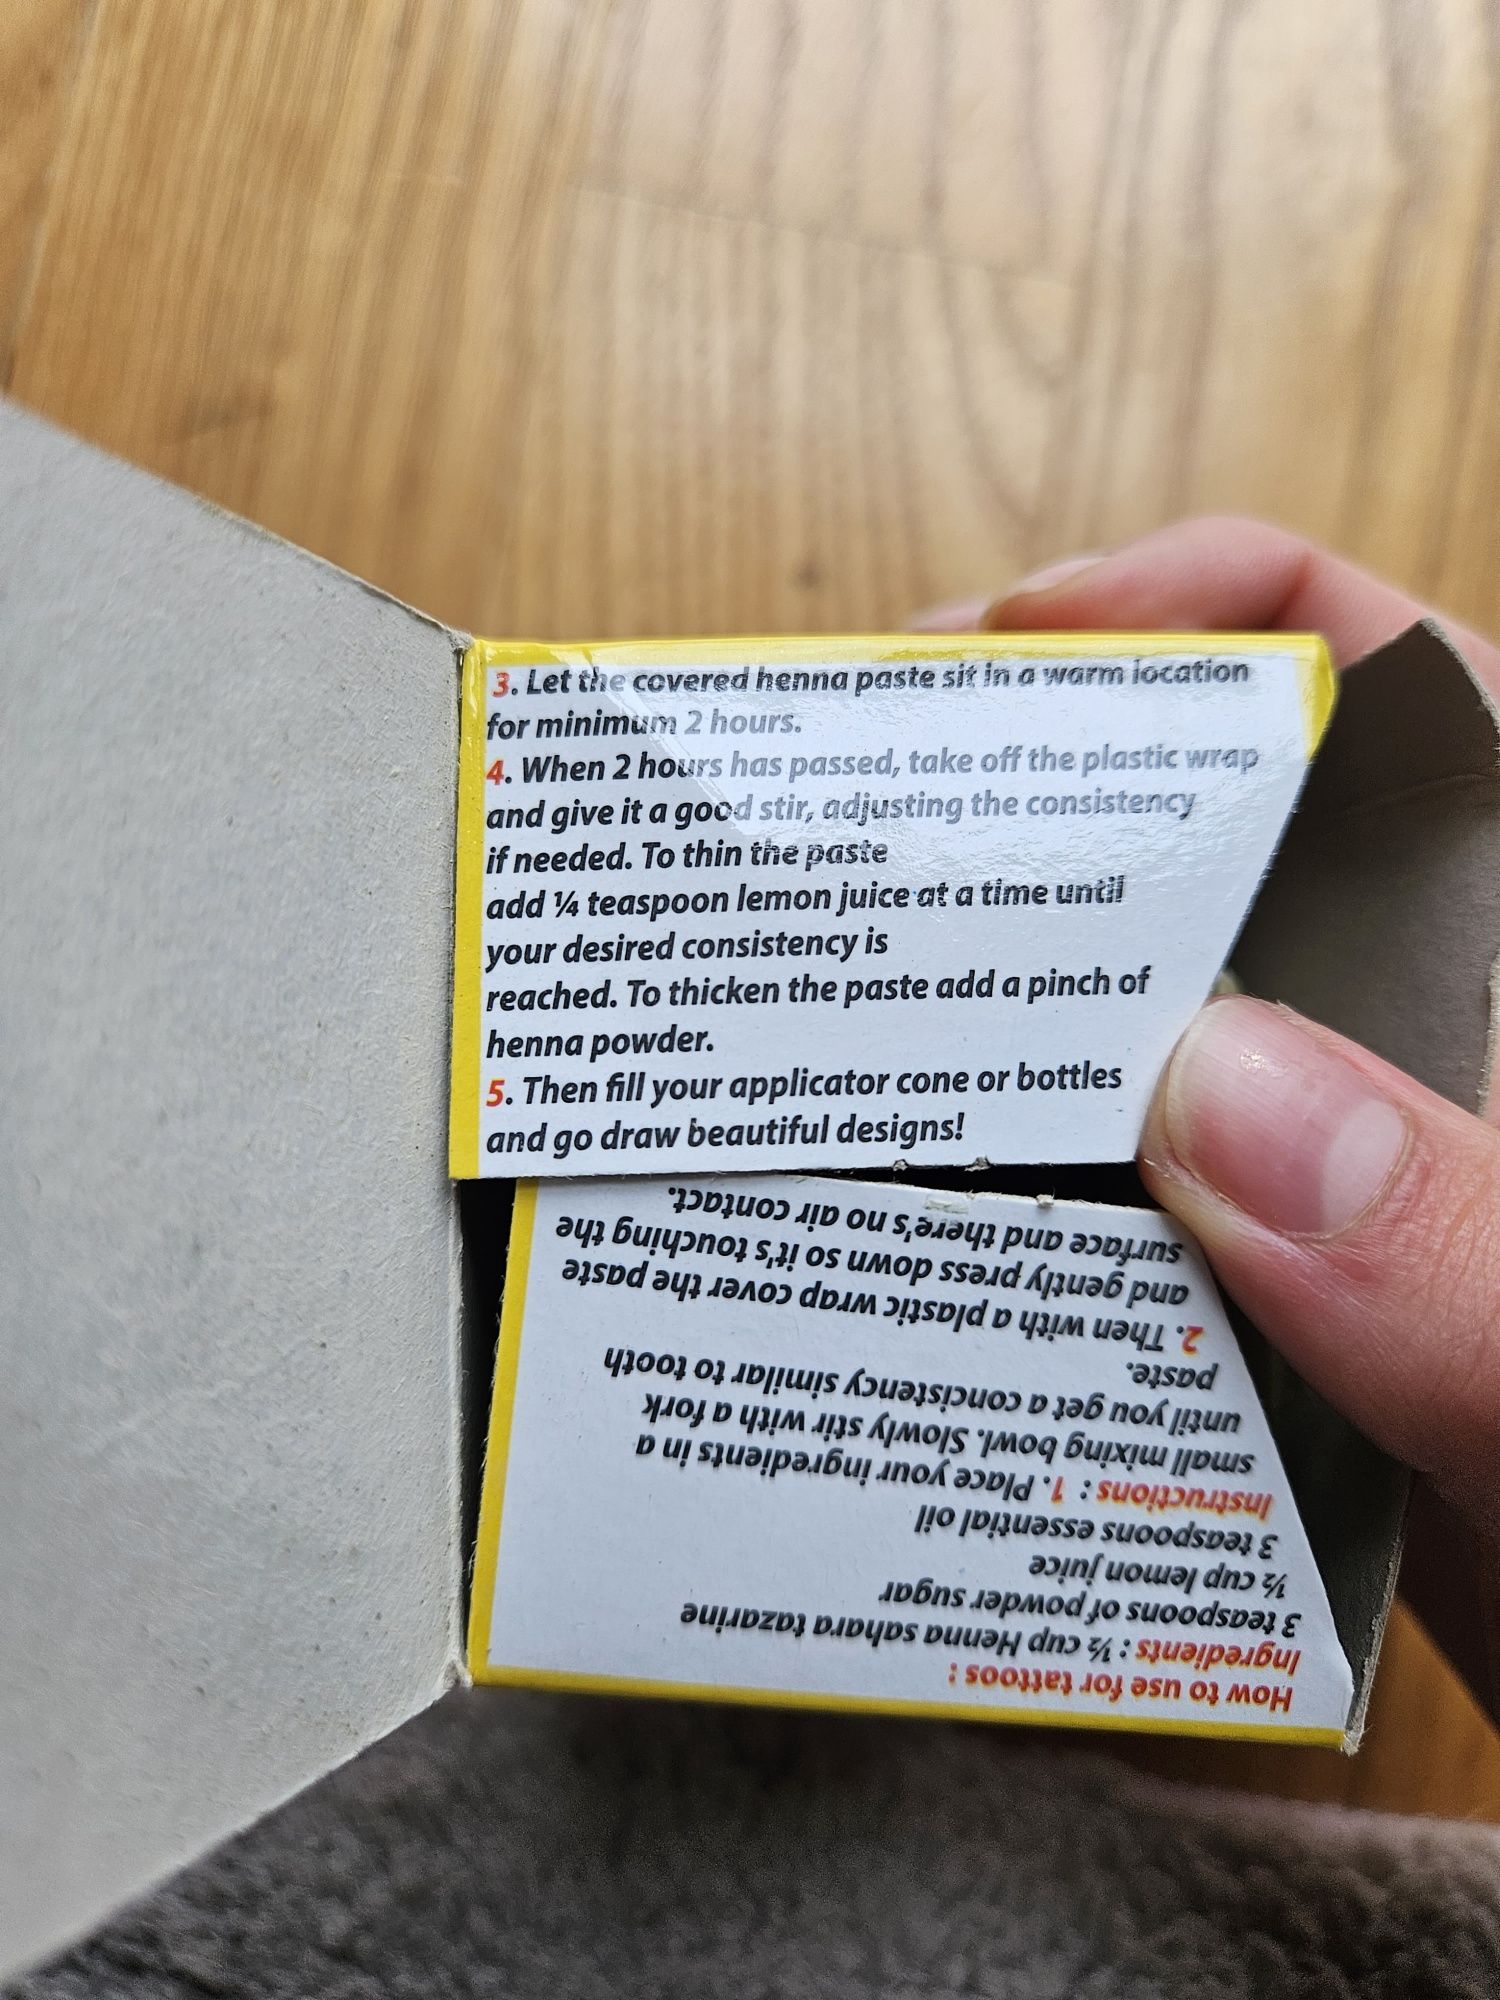 How to use for tattoos :
Ingredients : ½ cup Henna sahara tazarine
3 teaspoons of powder sugar
½ cup lemon juice
3 teaspoons essential oil
Instructions : 1. Place your ingredients in a
small mixing bowl. Slowly stir with a fork
until you get a concistency similar to tooth
paste.
2. Then with a plastic wrap cover the paste
and gently press down so it's touching the
surface and there's no air contact.
3. Let the covered henna paste sit in a warm location
for minimum 2 hours.
4. When 2 hours has passed, take off the plastic wrap
and give it a good stir, adjusting the consistency
if needed. To thin the paste
add ¼ teaspoon lemon juice at a time until
your desired consistency is
reached. To thicken the paste add a pinch of
henna powder.
5. Then fill your applicator cone or bottles
and go draw beautiful designs!